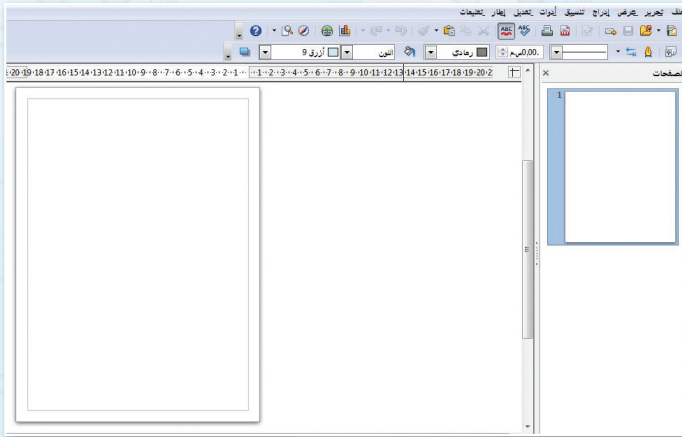 ملف تحرير عرض إدراج تنسيق أدوات تعديل إطار تعليمات
ABC ABC
0,00سم رمادي اللون أزرق 9
20·19·18·17·16·15·14·13·12·11·10·9··8··7··6··5··4··3··2··1·· ··1··2··3··4··5··6··7··8··9·10·11·12·13·14·15·16·17·18·19·20·2
الصفحات
1